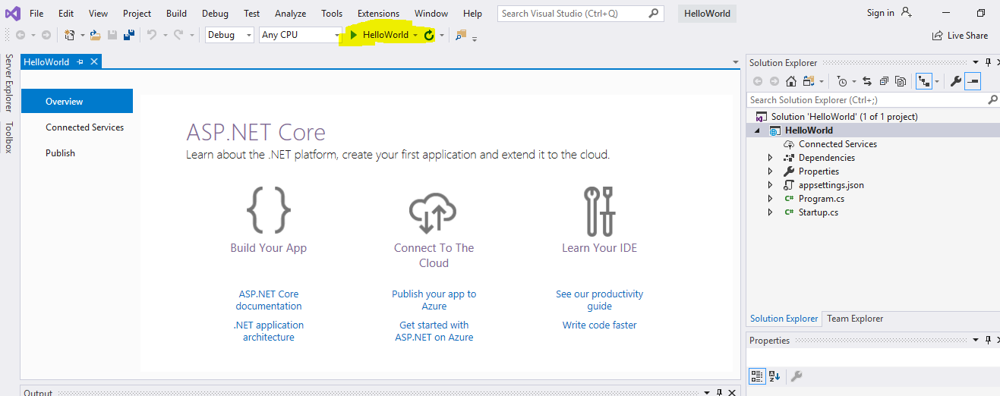 File Edit View Project Build Debug Test Analyze Tools Extensions Window Help Search Visual Studio (Ctrl+Q) HelloWorld Sign in
Debug Any CPU HelloWorld Live Share
Server Explorer
Toolbox
HelloWorld
Overview
Connected Services
Publish
ASP.NET Core
Learn about the .NET platform, create your first application and extend it to the cloud.
Build Your App
ASP.NET Core
documentation
.NET application
architecture
Connect To The
Cloud
Publish your app to
Azure
Get started with
ASP.NET on Azure
Learn Your IDE
See our productivity
guide
Write code faster
Output
Solution Explorer
Search Solution Explorer (Ctrl+;)
Solution 'HelloWorld' (1 of 1 project)
HelloWorld
Connected Services
Dependencies
Properties
appsettings.json
C# Program.cs
C# Startup.cs
Solution Explorer Team Explorer
Properties